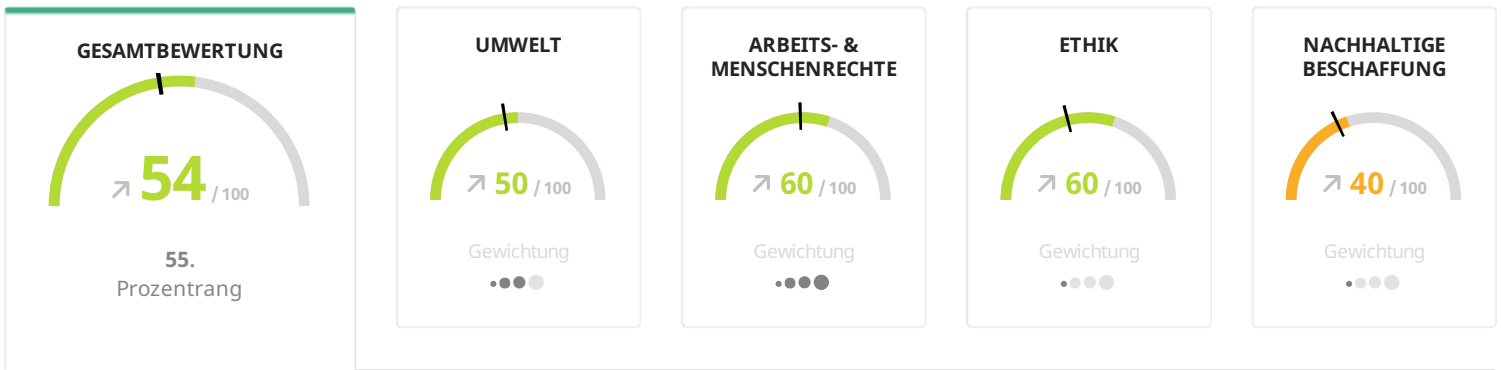 GESAMTBEWERTUNG
54 / 100
55.
Prozentrang
UMWELT
50 / 100
Gewichtung
ARBEITS- &
MENSCHENRECHTE
60 / 100
Gewichtung
ETHIK
60 / 100
Gewichtung
NACHHALTIGE
BESCHAFFUNG
40 / 100
Gewichtung